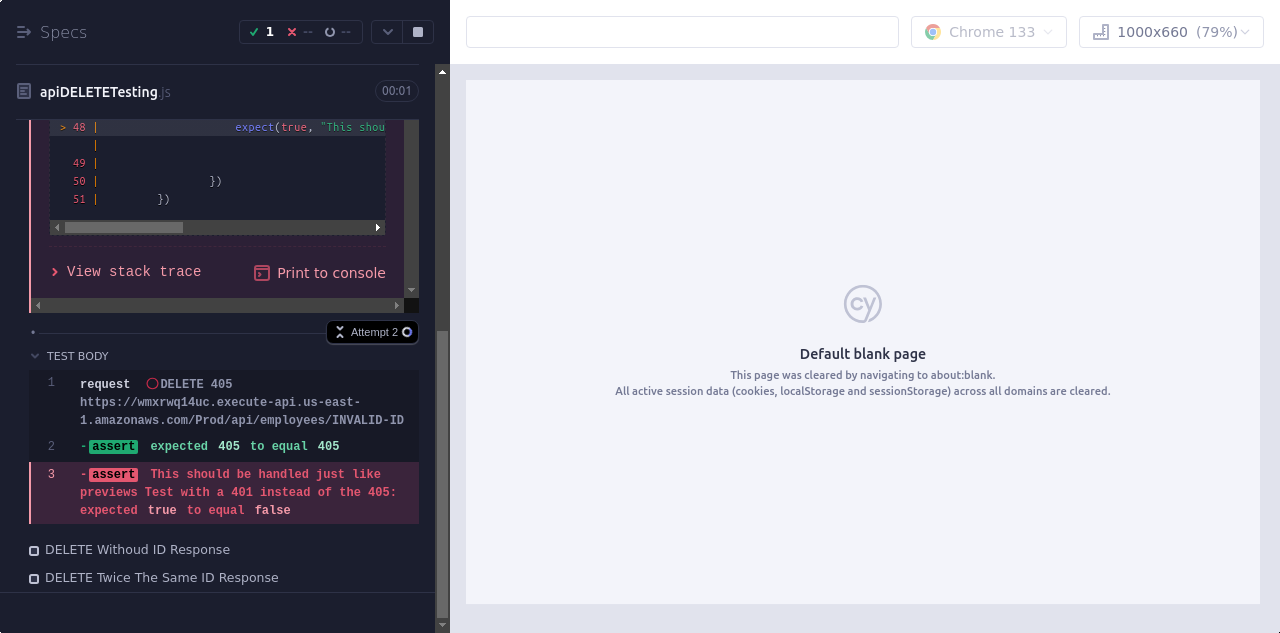 Specs
1
--
--
Chrome 133
1000x660 (79%)
apiDELETETesting.js
00:01
> 48 | expect(true, "This shou
|
49 |
50 | })
51 | })
View stack trace
Print to console
Attempt 2
TEST BODY
1 request DELETE 405
https://wmxrwq14uc.execute-api.us-east-
1.amazonaws.com/Prod/api/employees/INVALID-ID
2 -assert expected 405 to equal 405
3 -assert This should be handled just like
previews Test with a 401 instead of the 405:
expected true to equal false
DELETE Withoud ID Response
DELETE Twice The Same ID Response
cy
Default blank page
This page was cleared by navigating to about:blank.
All active session data (cookies, localStorage and sessionStorage) across all domains are cleared.